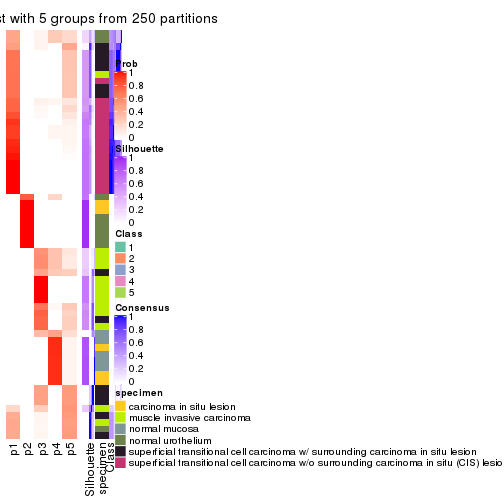 st with 5 groups from 250 partitions
Prob
1
0.8
0.6
0.4
0.2
0
Silhouette
1
0.8
0.6
0.4
0.2
0
Class
1
2
3
4
5
Consensus
1
0.8
0.6
0.4
0.2
0
specimen
carcinoma in situ lesion
muscle invasive carcinoma
normal mucosa
normal urothelium
superficial transitional cell carcinoma w/ surrounding carcinoma in situ lesion
superficial transitional cell carcinoma w/o surrounding carcinoma in situ (CIS) lesio
p1
p2
p3
p4
p5
Silhouette
specimen
Class